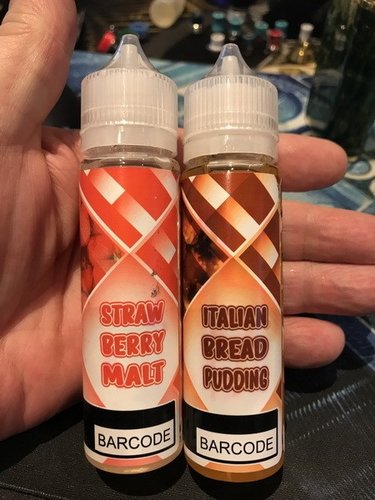 STRAW
BERRY
MALT
BARCODE
ITALIAN
BREAD
PUDDING
BARCODE